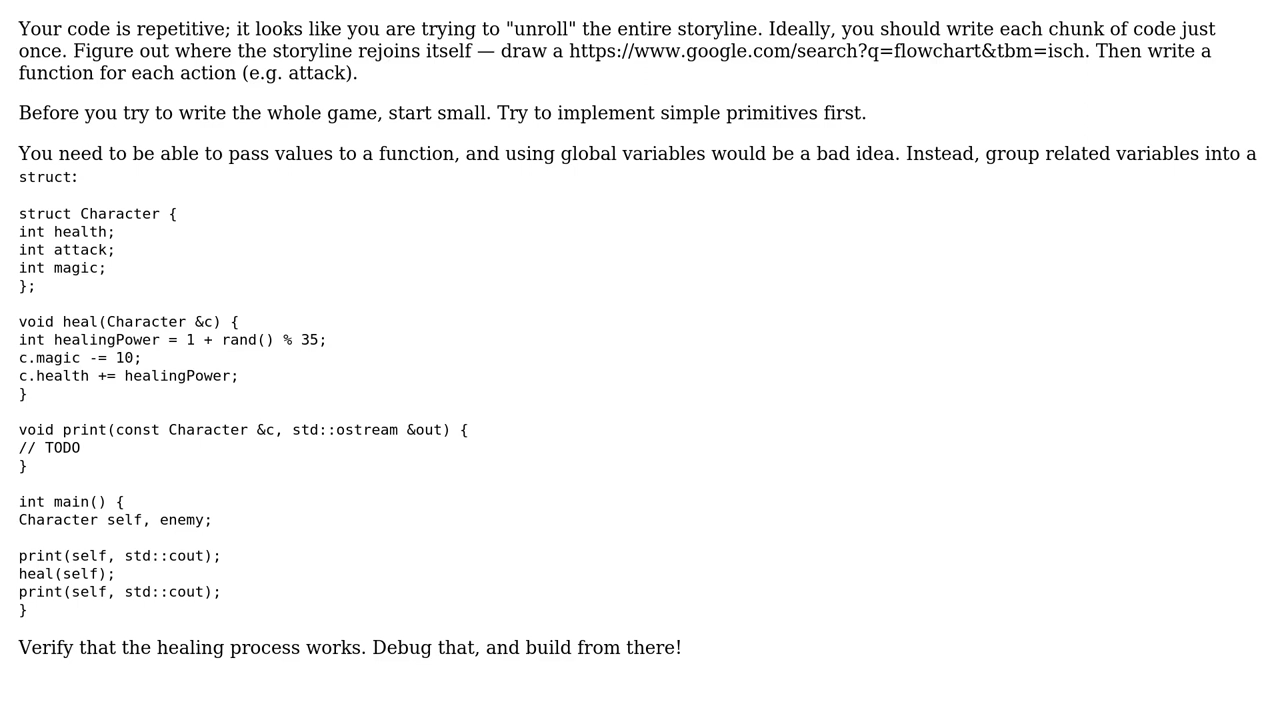 Your code is repetitive; it looks like you are trying to "unroll" the entire storyline. Ideally, you should write each chunk of code just
once. Figure out where the storyline rejoins itself — draw a https://www.google.com/search?q=flowchart&tbm=isch. Then write a
function for each action (e.g. attack).
Before you try to write the whole game, start small. Try to implement simple primitives first.
You need to be able to pass values to a function, and using global variables would be a bad idea. Instead, group related variables into a
struct:
struct Character {
int health;
int attack;
int magic;
};
void heal(Character &c) {
int healingPower = 1 + rand() % 35;
c.magic -= 10;
c.health += healingPower;
}
void print(const Character &c, std::ostream &out) {
// TODO
}
int main() {
Character self, enemy;
print(self, std::cout);
heal(self);
print(self, std::cout);
}
Verify that the healing process works. Debug that, and build from there!